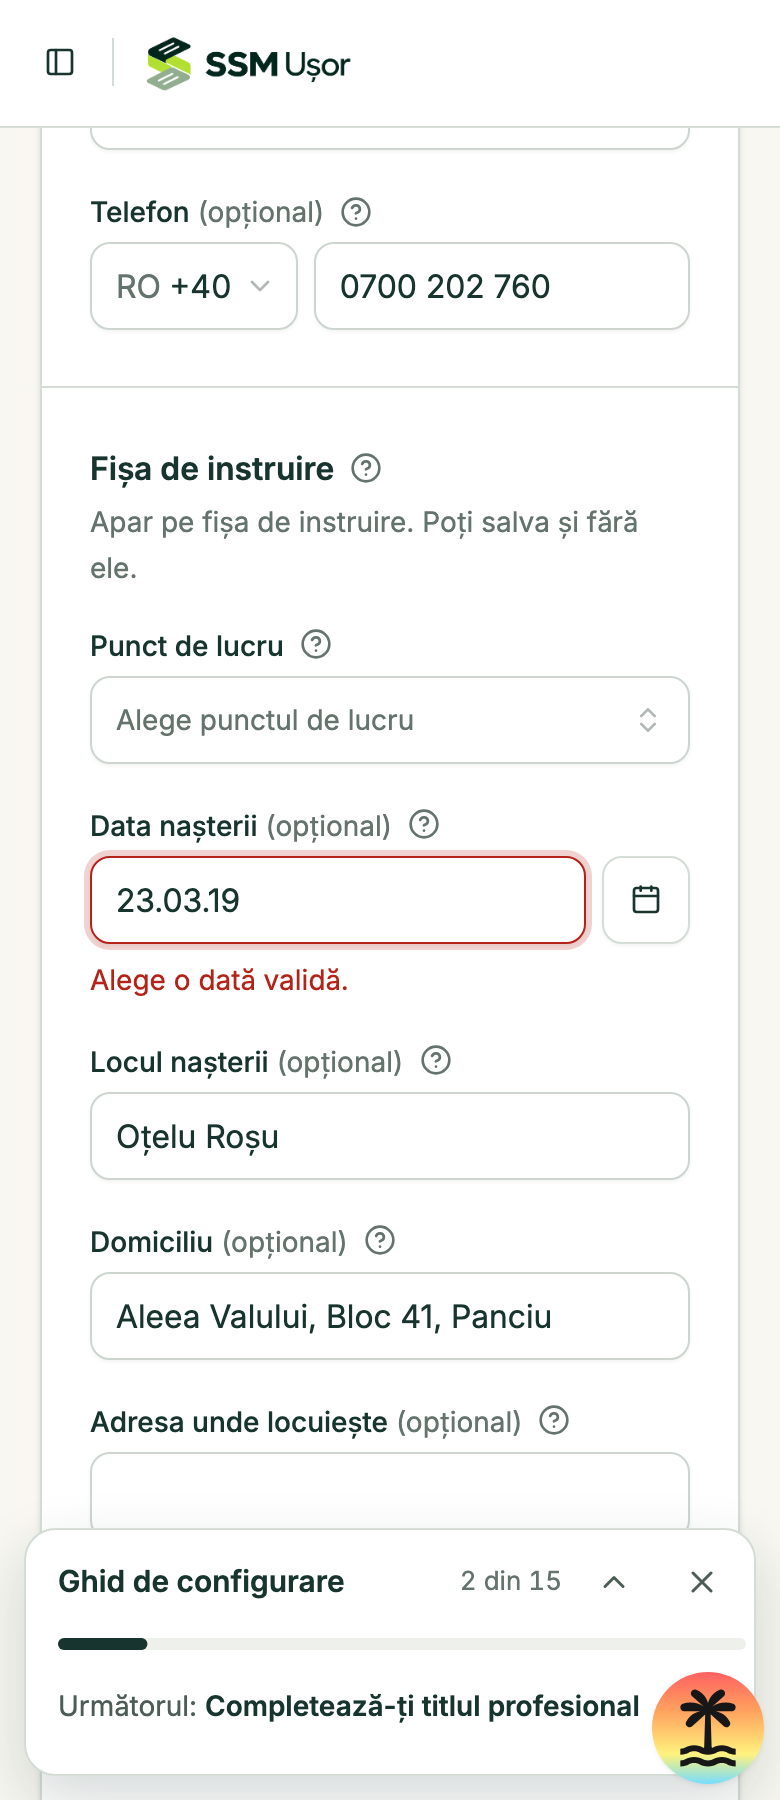 SSM Ușor
Telefon (opțional)
RO +40
0700 202 760
Fișa de instruire
Apar pe fișa de instruire. Poți salva și fără
ele.
Punct de lucru
Alege punctul de lucru
Data nașterii (opțional)
23.03.19
Alege o dată validă.
Locul nașterii (opțional)
Oțelu Roșu
Domiciliu (opțional)
Aleea Valului, Bloc 41, Panciu
Adresa unde locuiește (opțional)
Ghid de configurare
2 din 15
Următorul: Completează-ți titlul profesional